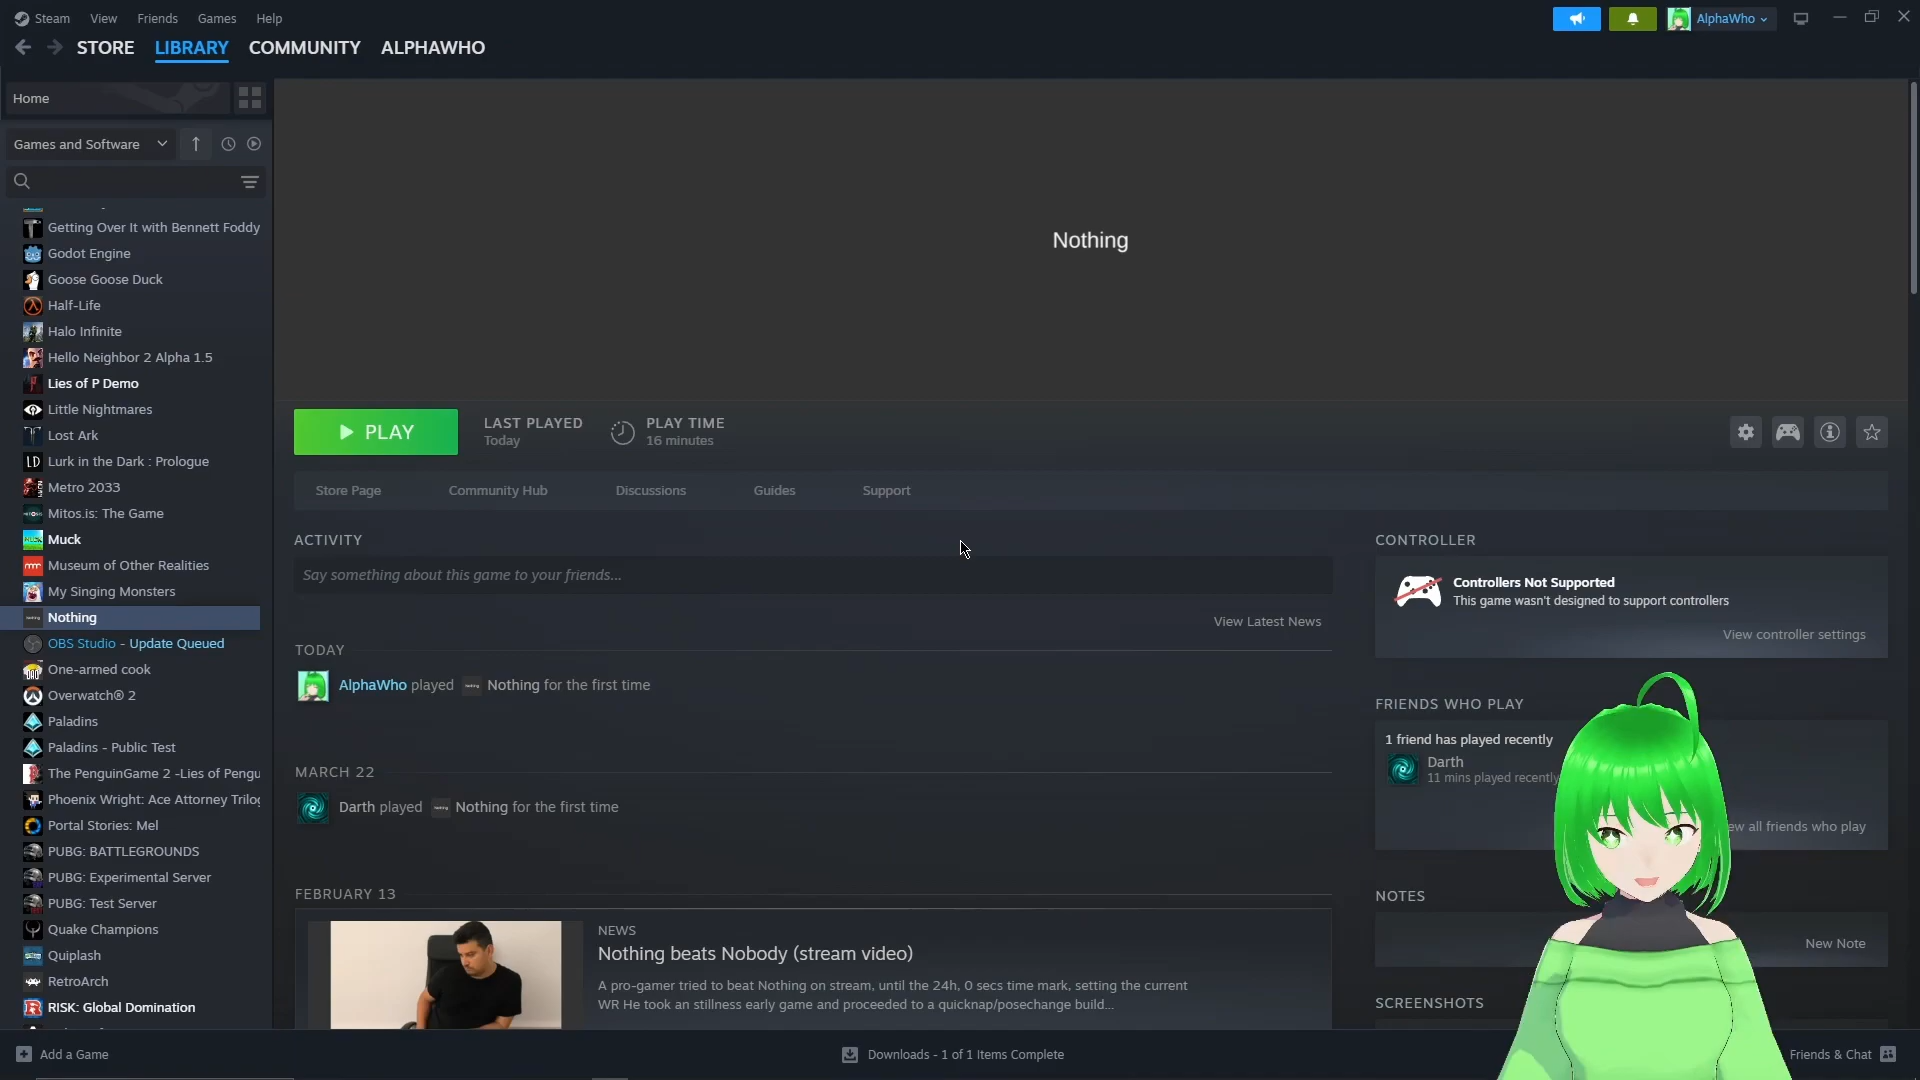 Steam View Friends Games Help
AlphaWho
STORE LIBRARY COMMUNITY ALPHAWHO
Home
Games and Software
Getting Over It with Bennett Foddy
Godot Engine
Goose Goose Duck
Half-Life
Halo Infinite
Hello Neighbor 2 Alpha 1.5
Lies of P Demo
Little Nightmares
Lost Ark
Lurk in the Dark : Prologue
Metro 2033
Mitos.is: The Game
Muck
Museum of Other Realities
My Singing Monsters
Nothing
OBS Studio - Update Queued
One-armed cook
Overwatch® 2
Paladins
Paladins - Public Test
The PenguinGame 2 -Lies of Pengu
Phoenix Wright: Ace Attorney Trilog
Portal Stories: Mel
PUBG: BATTLEGROUNDS
PUBG: Experimental Server
PUBG: Test Server
Quake Champions
Quiplash
RetroArch
RISK: Global Domination
Add a Game
Nothing
PLAY
LAST PLAYED
Today
PLAY TIME
16 minutes
Store Page Community Hub Discussions Guides Support
ACTIVITY
Say something about this game to your friends...
View Latest News
TODAY
AlphaWho played Nothing for the first time
MARCH 22
Darth played Nothing for the first time
FEBRUARY 13
NEWS
Nothing beats Nobody (stream video)
A pro-gamer tried to beat Nothing on stream, until the 24h, 0 secs time mark, setting the current
WR He took an stillness early game and proceeded to a quicknap/posechange build...
CONTROLLER
Controllers Not Supported
This game wasn't designed to support controllers
View controller settings
FRIENDS WHO PLAY
1 friend has played recently
Darth
11 mins played recently
ew all friends who play
NOTES
New Note
SCREENSHOTS
Downloads - 1 of 1 Items Complete
Friends & Chat